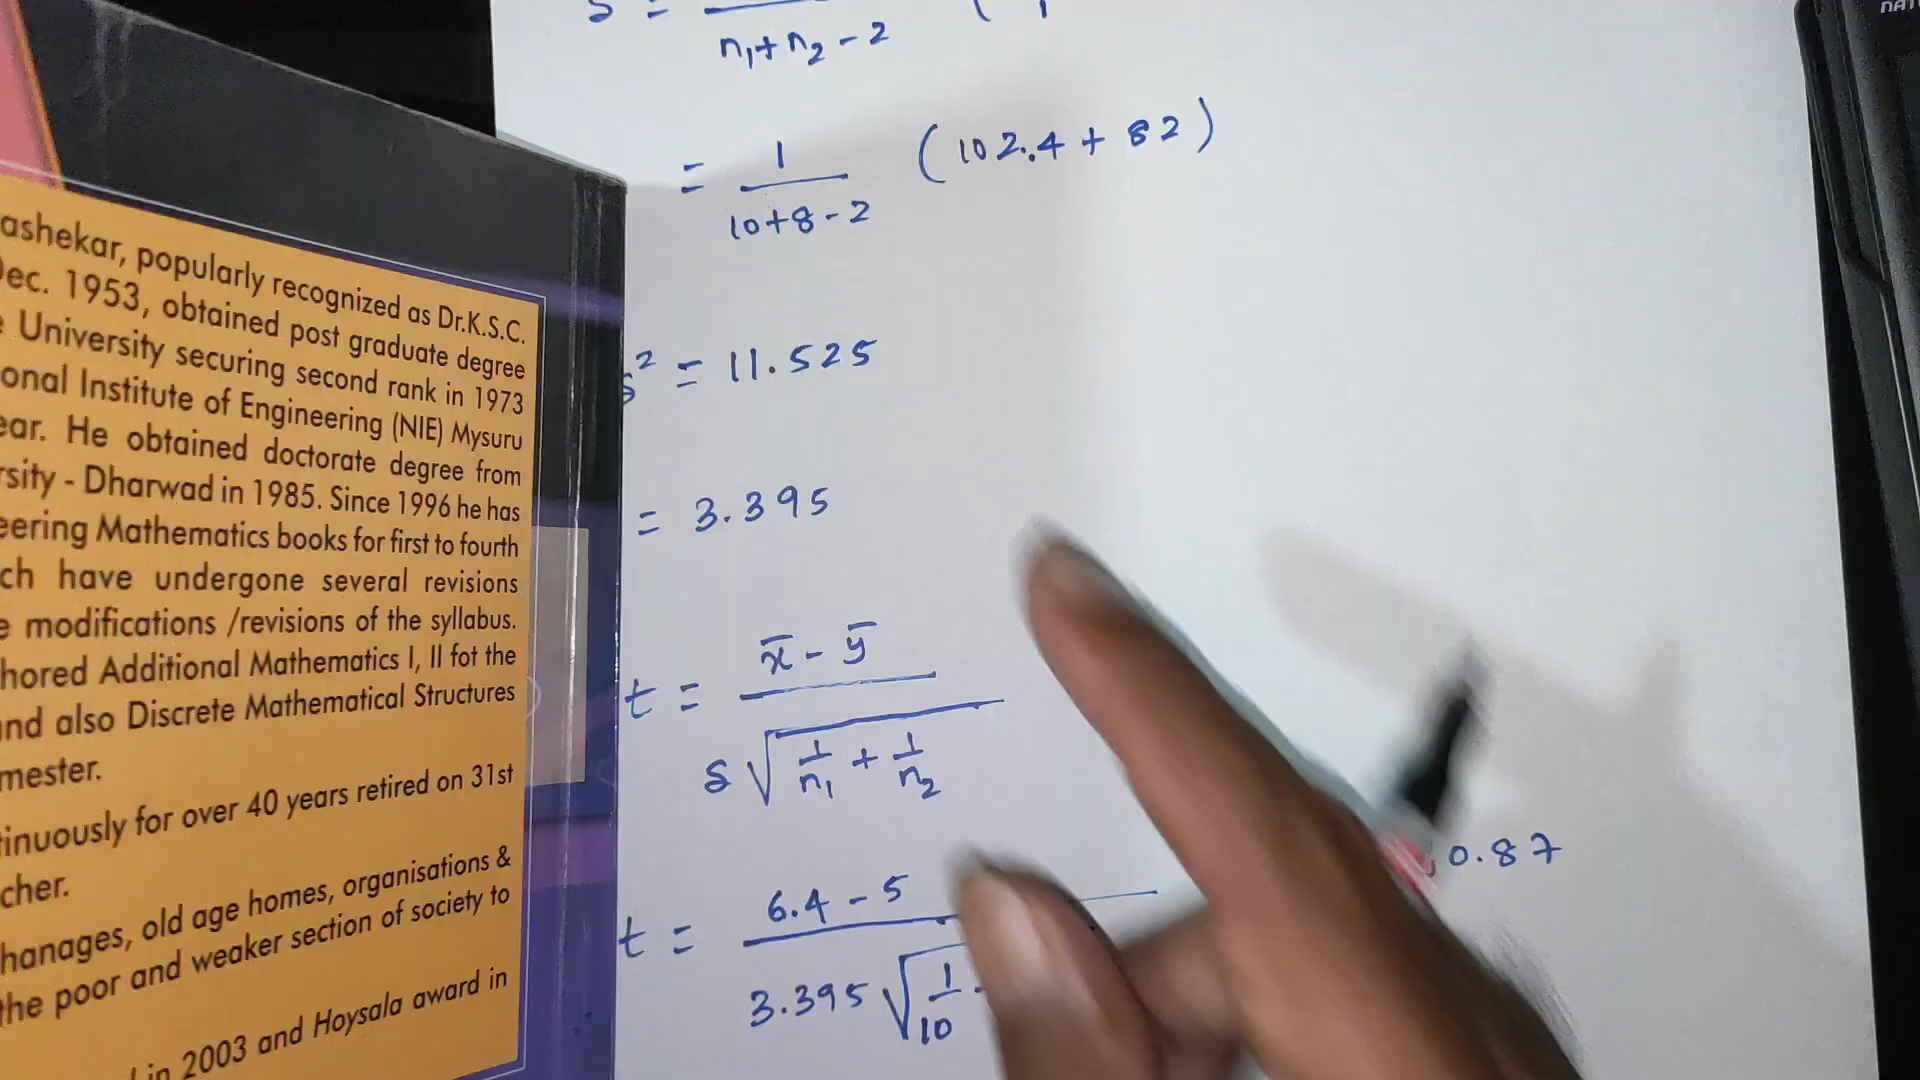 n₁+n₂-2
= 1/(10+8-2) (102.4 + 82)
s² = 11.525
= 3.395
t = (x̄ - ȳ)/(s√(1/n₁ + 1/n₂))
t = 6.4 - 5
3.395 √ 1/10
0.87
ashekar, popularly recognized as Dr.K.S.C.
Dec. 1953, obtained post graduate degree
University securing second rank in 1973
onal Institute of Engineering (NIE) Mysuru
ear. He obtained doctorate degree from
rsity - Dharwad in 1985. Since 1996 he has
eering Mathematics books for first to fourth
ch have undergone several revisions
modifications /revisions of the syllabus.
hored Additional Mathematics I, II fot the
and also Discrete Mathematical Structures
mester.
tinuously for over 40 years retired on 31st
cher.
hanages, old age homes, organisations &
the poor and weaker section of society to
in 2003 and Hoysala award in